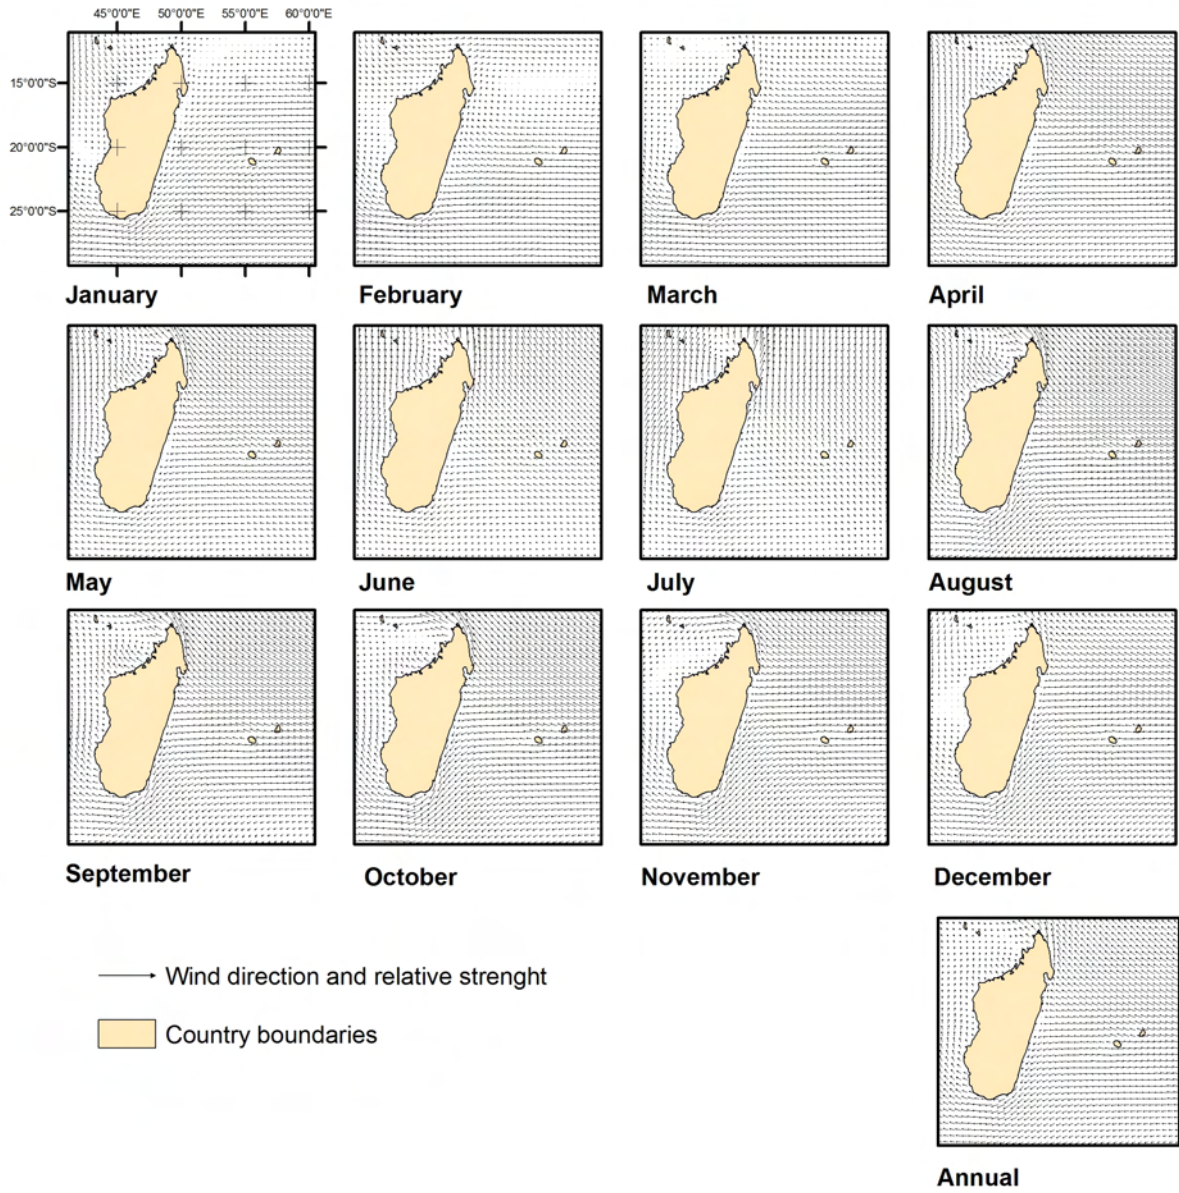 45°0'0"E 50°0'0"E 55°0'0"E 60°0'0"E
15°0'0"S
20°0'0"S
25°0'0"S
January February March April
May June July August
September October November December
Wind direction and relative strenght
Country boundaries
Annual